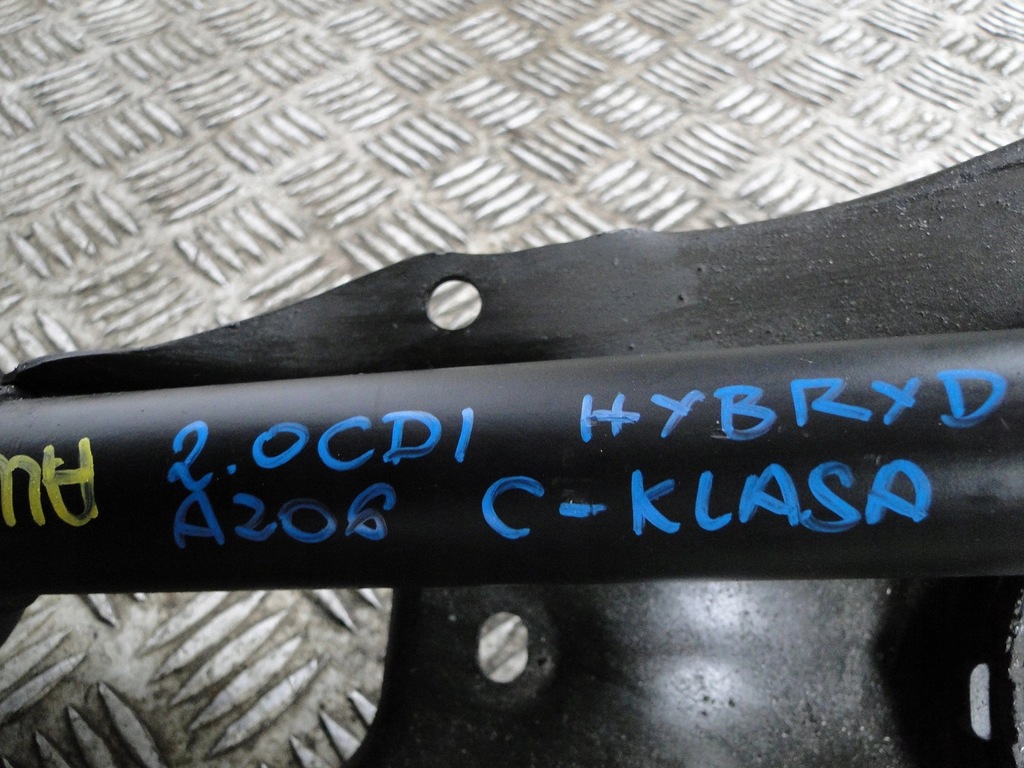 2.0CDI HYBRYD
A206 C-KLASA